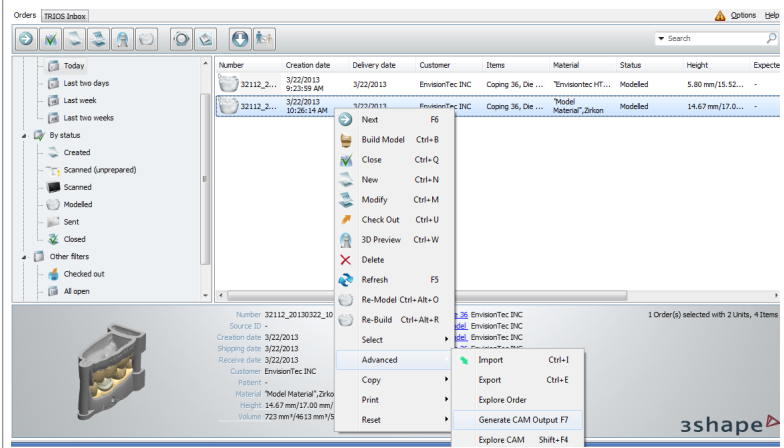 Orders TRIOS Inbox
Options Help
Search
Today
Last two days
Last week
Last two weeks
By status
Created
Scanned (unprepared)
Scanned
Modelled
Sent
Closed
Other filters
Checked out
All open
Number Creation date Delivery date Customer Items Material Status Height Expecte
32112_2... 3/22/2013 9:23:59 AM 3/22/2013 EnvisionTec INC Coping 36, Die ... "Envisiontec HT... Modelled 5.80 mm/15.52... -
32112_2... 3/22/2013 10:26:14 AM 3/22/2013 EnvisionTec INC Coping 36, Die ... "Model Material",Zirkon Modelled 14.67 mm/17.0... -
Next F6
Build Model Ctrl+B
Close Ctrl+Q
New Ctrl+N
Modify Ctrl+M
Check Out Ctrl+U
3D Preview Ctrl+W
Delete
Refresh F5
Re-Model Ctrl+Alt+O
Re-Build Ctrl+Alt+R
Select
Advanced
Copy
Print
Reset
Import Ctrl+I
Export Ctrl+E
Explore Order
Generate CAM Output F7
Explore CAM Shift+F4
Number 32112_20130322_10
Source ID -
Creation date 3/22/2013
Shipping date 3/22/2013
Receive date 3/22/2013
Customer EnvisionTec INC
Patient -
Material "Model Material",Zirko
Height 14.67 mm/17.00 mm/
Volume 723 mm³/4613 mm³/5
36 EnvisionTec INC
del EnvisionTec INC
del EnvisionTec INC
36 EnvisionTec INC
1 Order(s) selected with 2 Units, 4 Items
3shape